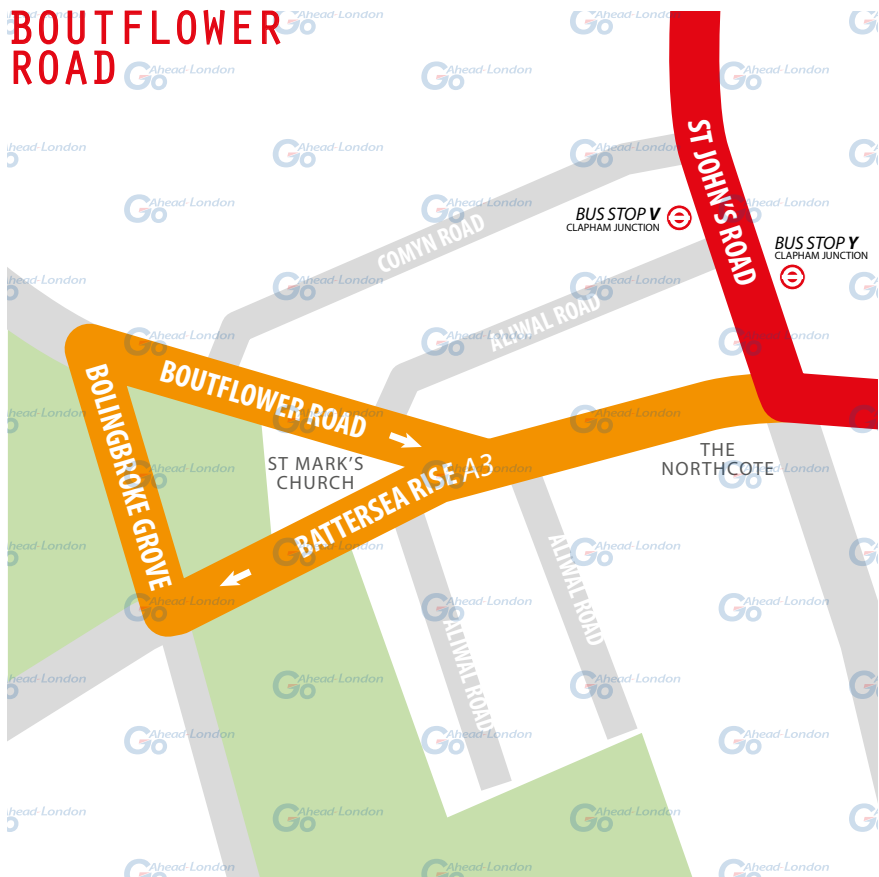 BOUTFLOWER
ROAD
Go Ahead-London
ST JOHN'S ROAD
BUS STOP V
CLAPHAM JUNCTION
BUS STOP Y
CLAPHAM JUNCTION
COMYN ROAD
ALIWAL ROAD
BOUTFLOWER ROAD
BOLINGBROKE GROVE
THE
NORTHCOTE
ST MARK'S
CHURCH
BATTERSEA RISE A3
ALIWAL ROAD
ALIWAL ROAD